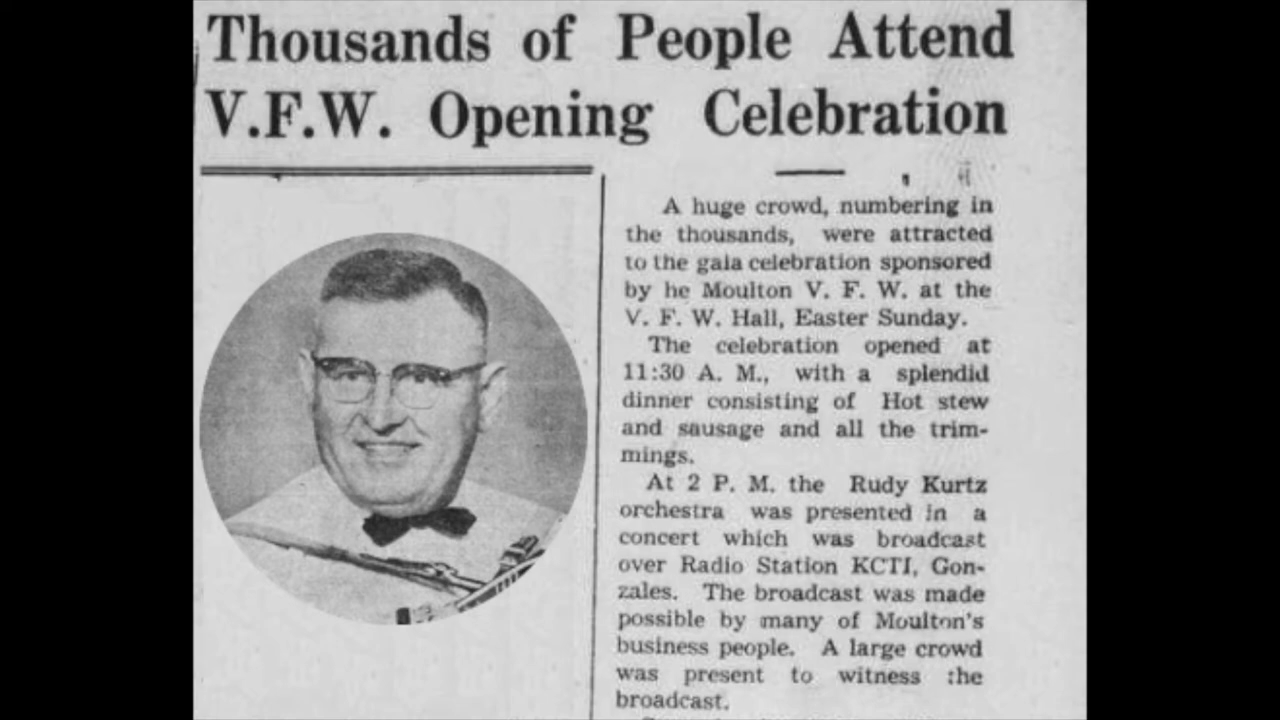 Thousands of People Attend
V.F.W. Opening Celebration
A huge crowd, numbering in
the thousands, were attracted
to the gala celebration sponsored
by he Moulton V. F. W. at the
V. F. W. Hall, Easter Sunday.
The celebration opened at
11:30 A. M., with a splendid
dinner consisting of Hot stew
and sausage and all the trim-
mings.
At 2 P. M. the Rudy Kurtz
orchestra was presented in a
concert which was broadcast
over Radio Station KCTI, Gon-
zales. The broadcast was made
possible by many of Moulton's
business people. A large crowd
was present to witness the
broadcast.